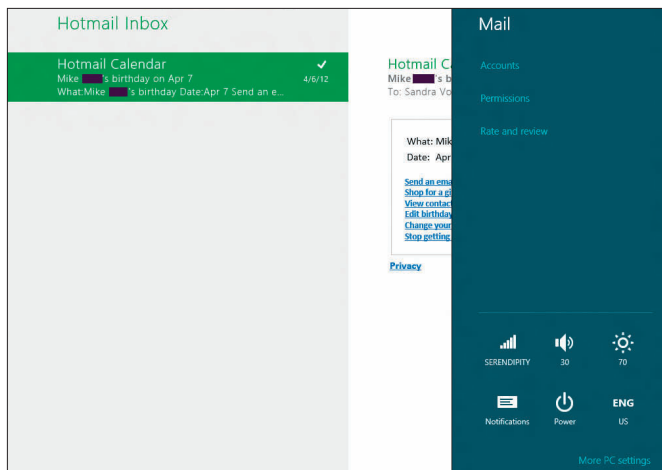 Hotmail Inbox
Hotmail Calendar
Mike 's birthday on Apr 7
4/6/12
What:Mike 's birthday Date:Apr 7 Send an e...
Hotmail Ca
Mike 's b
To: Sandra Vo
What: Mik
Date: Apr
Send an ema
Shop for a gi
View contact
Edit birthday
Change your
Stop getting
Privacy
Mail
Accounts
Permissions
Rate and review
SERENDIPITY
30
70
ENG
Notifications
Power
US
More PC settings